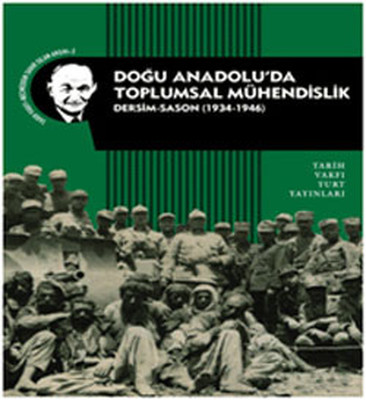 DOĞU ANADOLU'DA
TOPLUMSAL MÜHENDİSLİK
DERSİM-SASON (1934-1946)
TARİH
VAKFI
YURT
YAYINLARI